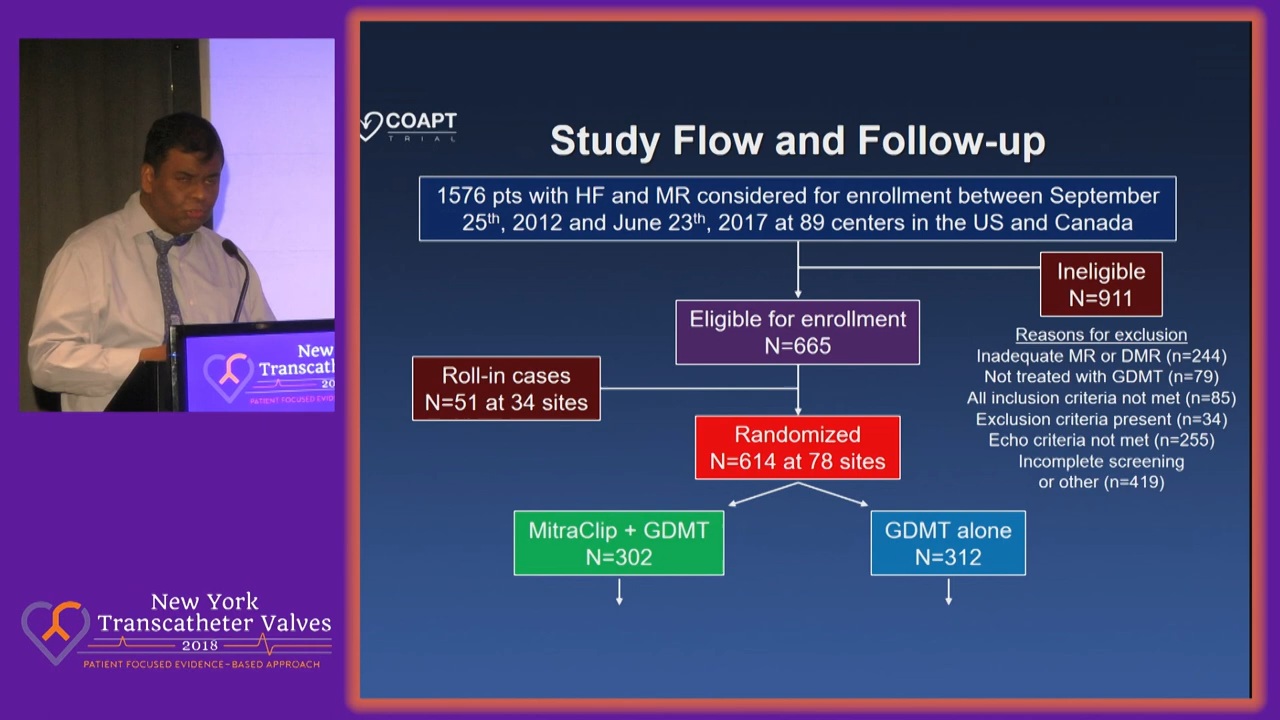 COAPT
TRIAL
Study Flow and Follow-up
1576 pts with HF and MR considered for enrollment between September
25th, 2012 and June 23th, 2017 at 89 centers in the US and Canada
Ineligible
N=911
Eligible for enrollment
N=665
Reasons for exclusion
Inadequate MR or DMR (n=244)
Not treated with GDMT (n=79)
All inclusion criteria not met (n=85)
Exclusion criteria present (n=34)
Echo criteria not met (n=255)
Incomplete screening
or other (n=419)
Roll-in cases
N=51 at 34 sites
Randomized
N=614 at 78 sites
MitraClip + GDMT
N=302
GDMT alone
N=312
New
Transcathet
20
PATIENT FOCUSED EVID
New York
Transcatheter Valves
2018
PATIENT FOCUSED EVIDENCE-BASED APPROACH